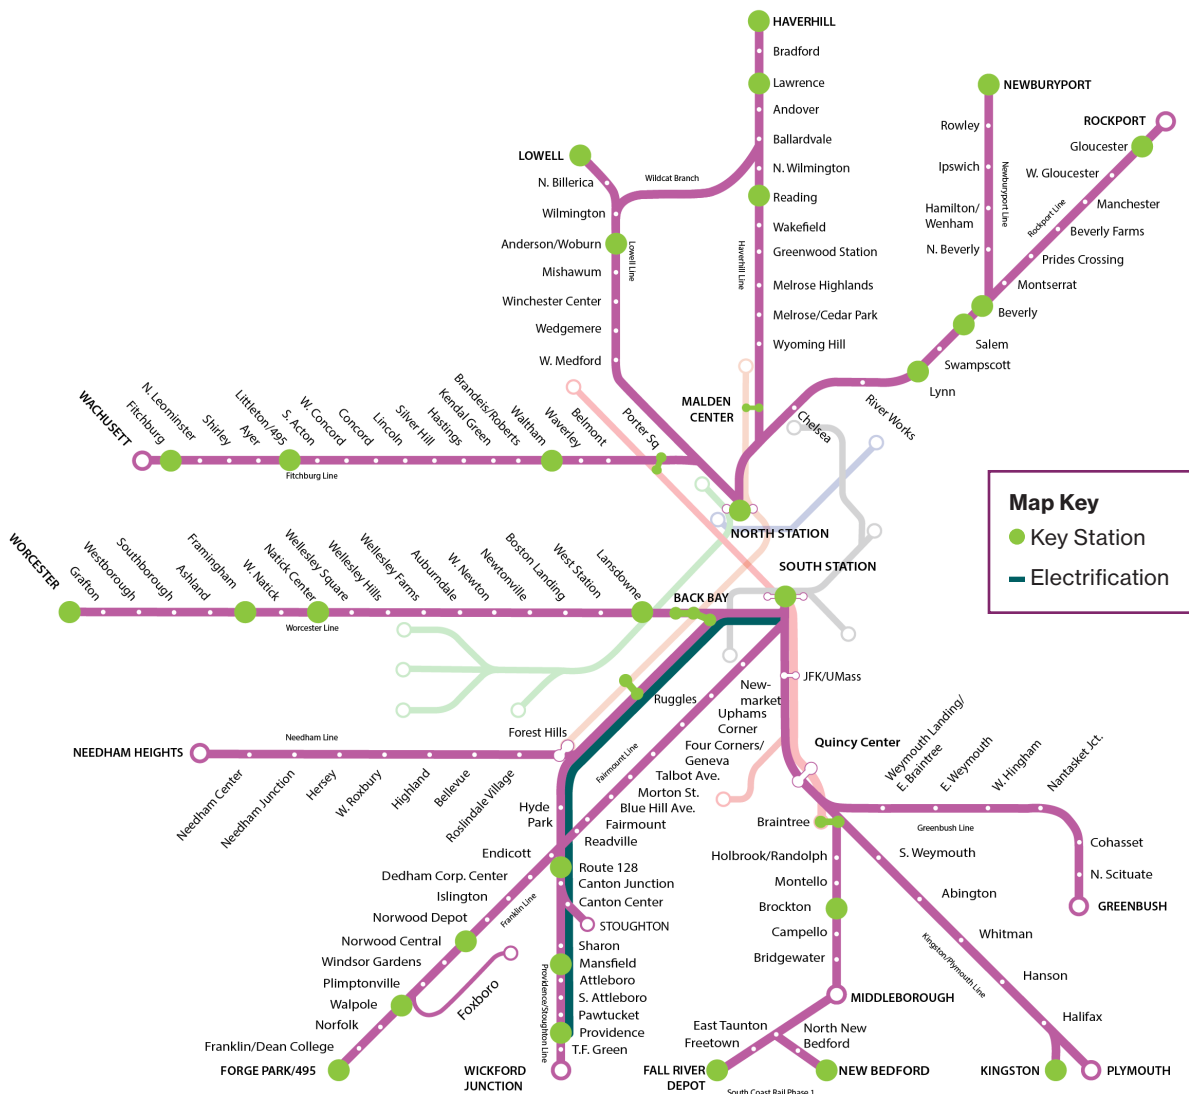 HAVERHILL
Bradford
Lawrence
Andover
Ballardvale
N. Wilmington
Reading
Wakefield
Greenwood Station
Melrose Highlands
Melrose/Cedar Park
Wyoming Hill
MALDEN
CENTER
Haverhill Line
Wildcat Branch
LOWELL
N. Billerica
Wilmington
Anderson/Woburn
Mishawum
Winchester Center
Wedgemere
W. Medford
Lowell Line
NEWBURYPORT
Rowley
Ipswich
Hamilton/
Wenham
N. Beverly
Newburyport Line
ROCKPORT
Gloucester
W. Gloucester
Manchester
Beverly Farms
Prides Crossing
Montserrat
Rockport Line
Beverly
Salem
Swampscott
Lynn
River Works
Chelsea
WACHUSETT
Fitchburg
N. Leominster
Shirley
Ayer
Littleton/495
S. Acton
W. Concord
Concord
Lincoln
Silver Hill
Hastings
Kendal Green
Brandeis/Roberts
Waltham
Waverley
Belmont
Porter Sq
Fitchburg Line
NORTH STATION
SOUTH STATION
Map Key
Key Station
Electrification
WORCESTER
Grafton
Westborough
Southborough
Ashland
Framingham
W. Natick
Natick Center
Wellesley Square
Wellesley Hills
Wellesley Farms
Auburndale
W. Newton
Newtonville
Boston Landing
West Station
Lansdowne
BACK BAY
Worcester Line
Ruggles
Forest Hills
NEEDHAM HEIGHTS
Needham Line
Needham Center
Needham Junction
Hersey
W. Roxbury
Highland
Bellevue
Roslindale Village
New-
market
Uphams
Corner
Four Corners/
Geneva
Talbot Ave.
Morton St.
Blue Hill Ave.
Fairmount
Readville
Fairmount Line
JFK/UMass
Quincy Center
Braintree
Weymouth Landing/
E. Braintree
E. Weymouth
W. Hingham
Nantasket Jct.
Greenbush Line
Cohasset
N. Scituate
GREENBUSH
Hyde
Park
Endicott
Dedham Corp. Center
Islington
Norwood Depot
Norwood Central
Windsor Gardens
Plimptonville
Walpole
Norfolk
Franklin/Dean College
FORGE PARK/495
Franklin Line
Foxboro
Route 128
Canton Junction
Canton Center
STOUGHTON
Sharon
Mansfield
Attleboro
S. Attleboro
Pawtucket
Providence
T.F. Green
WICKFORD
JUNCTION
Providence/Stoughton Line
Holbrook/Randolph
Montello
Brockton
Campello
Bridgewater
MIDDLEBOROUGH
East Taunton
Freetown
FALL RIVER
DEPOT
North New
Bedford
NEW BEDFORD
South Coast Rail Phase 1
S. Weymouth
Abington
Whitman
Hanson
Halifax
Kingston/Plymouth Line
KINGSTON
PLYMOUTH